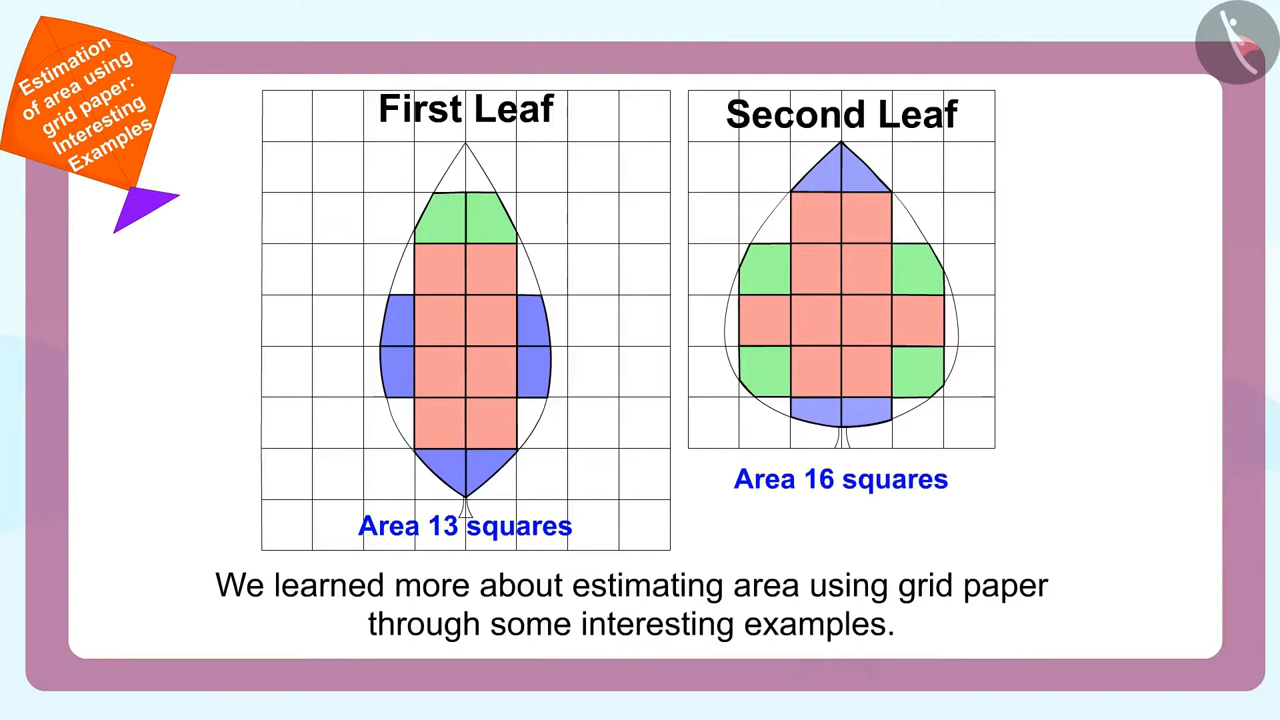 Estimation
of area using
grid paper:
Interesting
Examples
First Leaf
Second Leaf
Area 13 squares
Area 16 squares
We learned more about estimating area using grid paper
through some interesting examples.